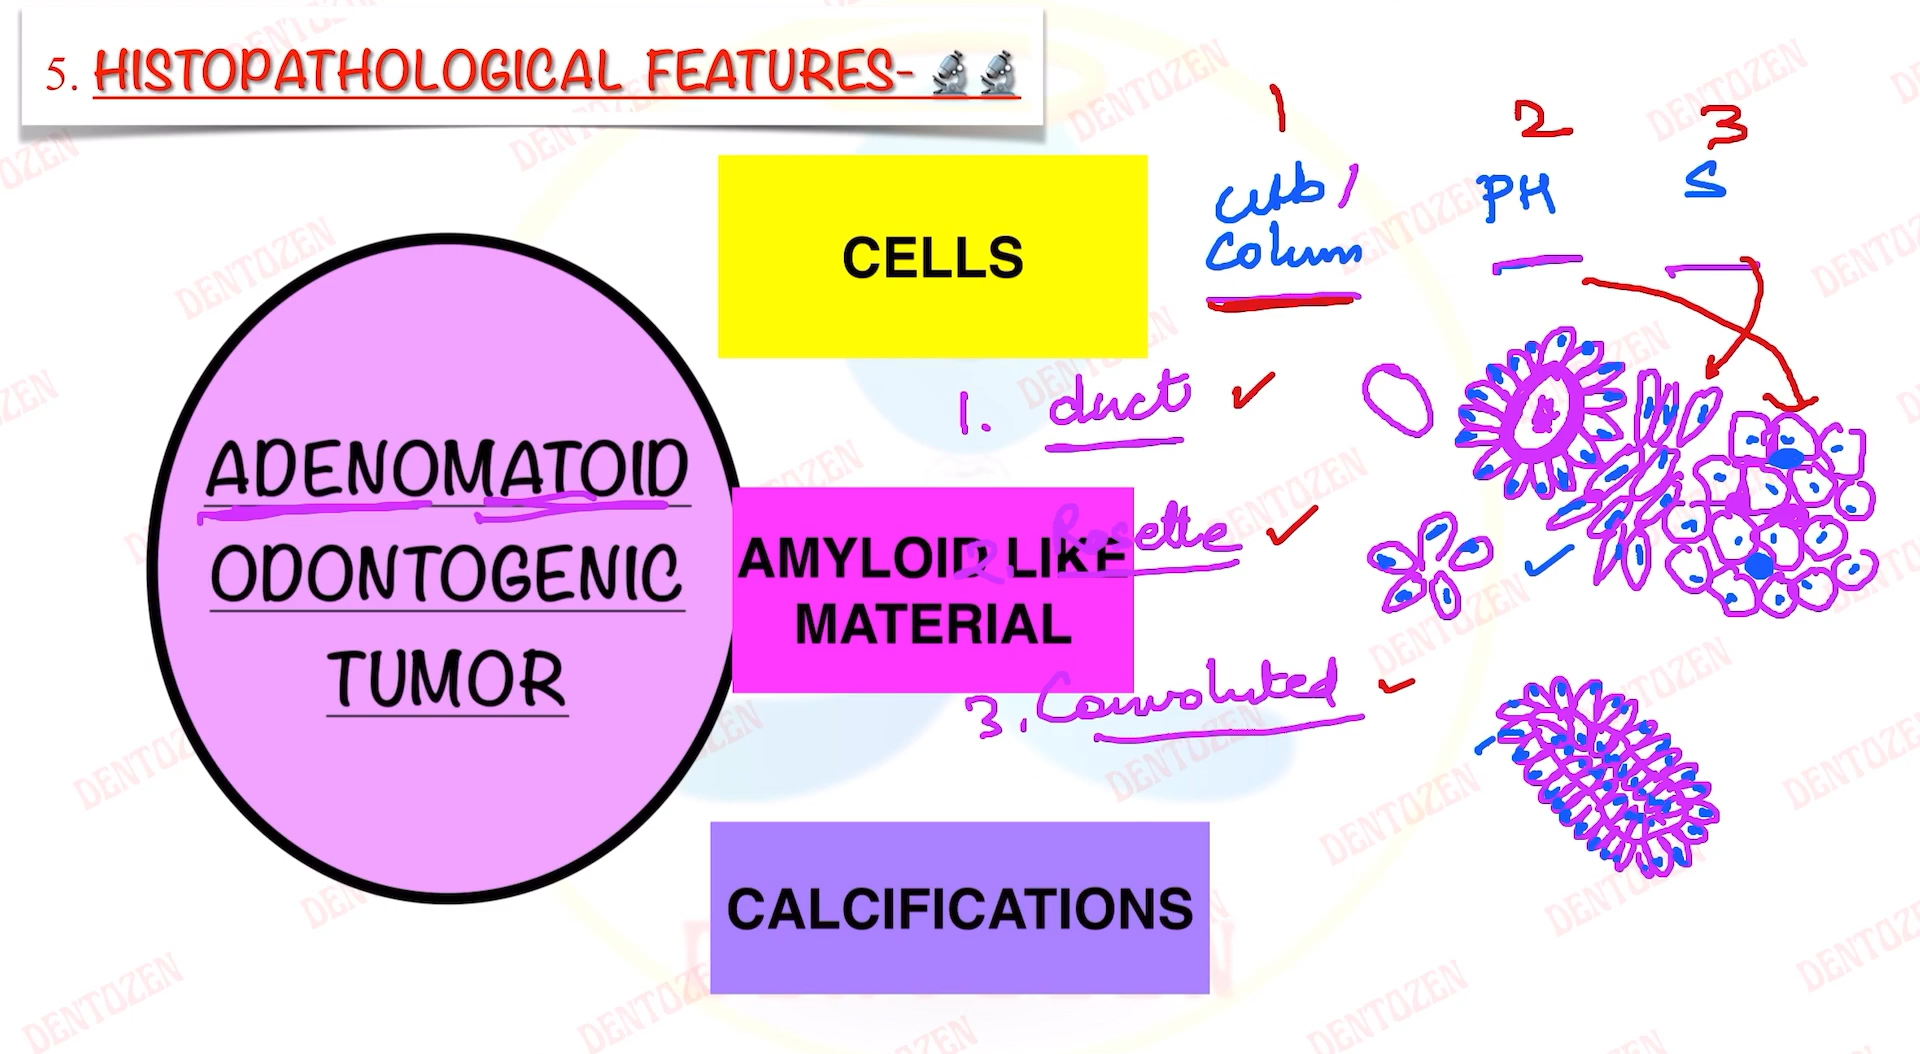 5. HISTOPATHOLOGICAL FEATURES-
1
2
3
Cub/
PH
S
Colum
CELLS
1. duct ✓
ADENOMATOID
ODONTOGENIC
TUMOR
AMYLOID LIKE
MATERIAL
2. Rosette ✓
3. Convoluted ✓
CALCIFICATIONS
DENTOZEN